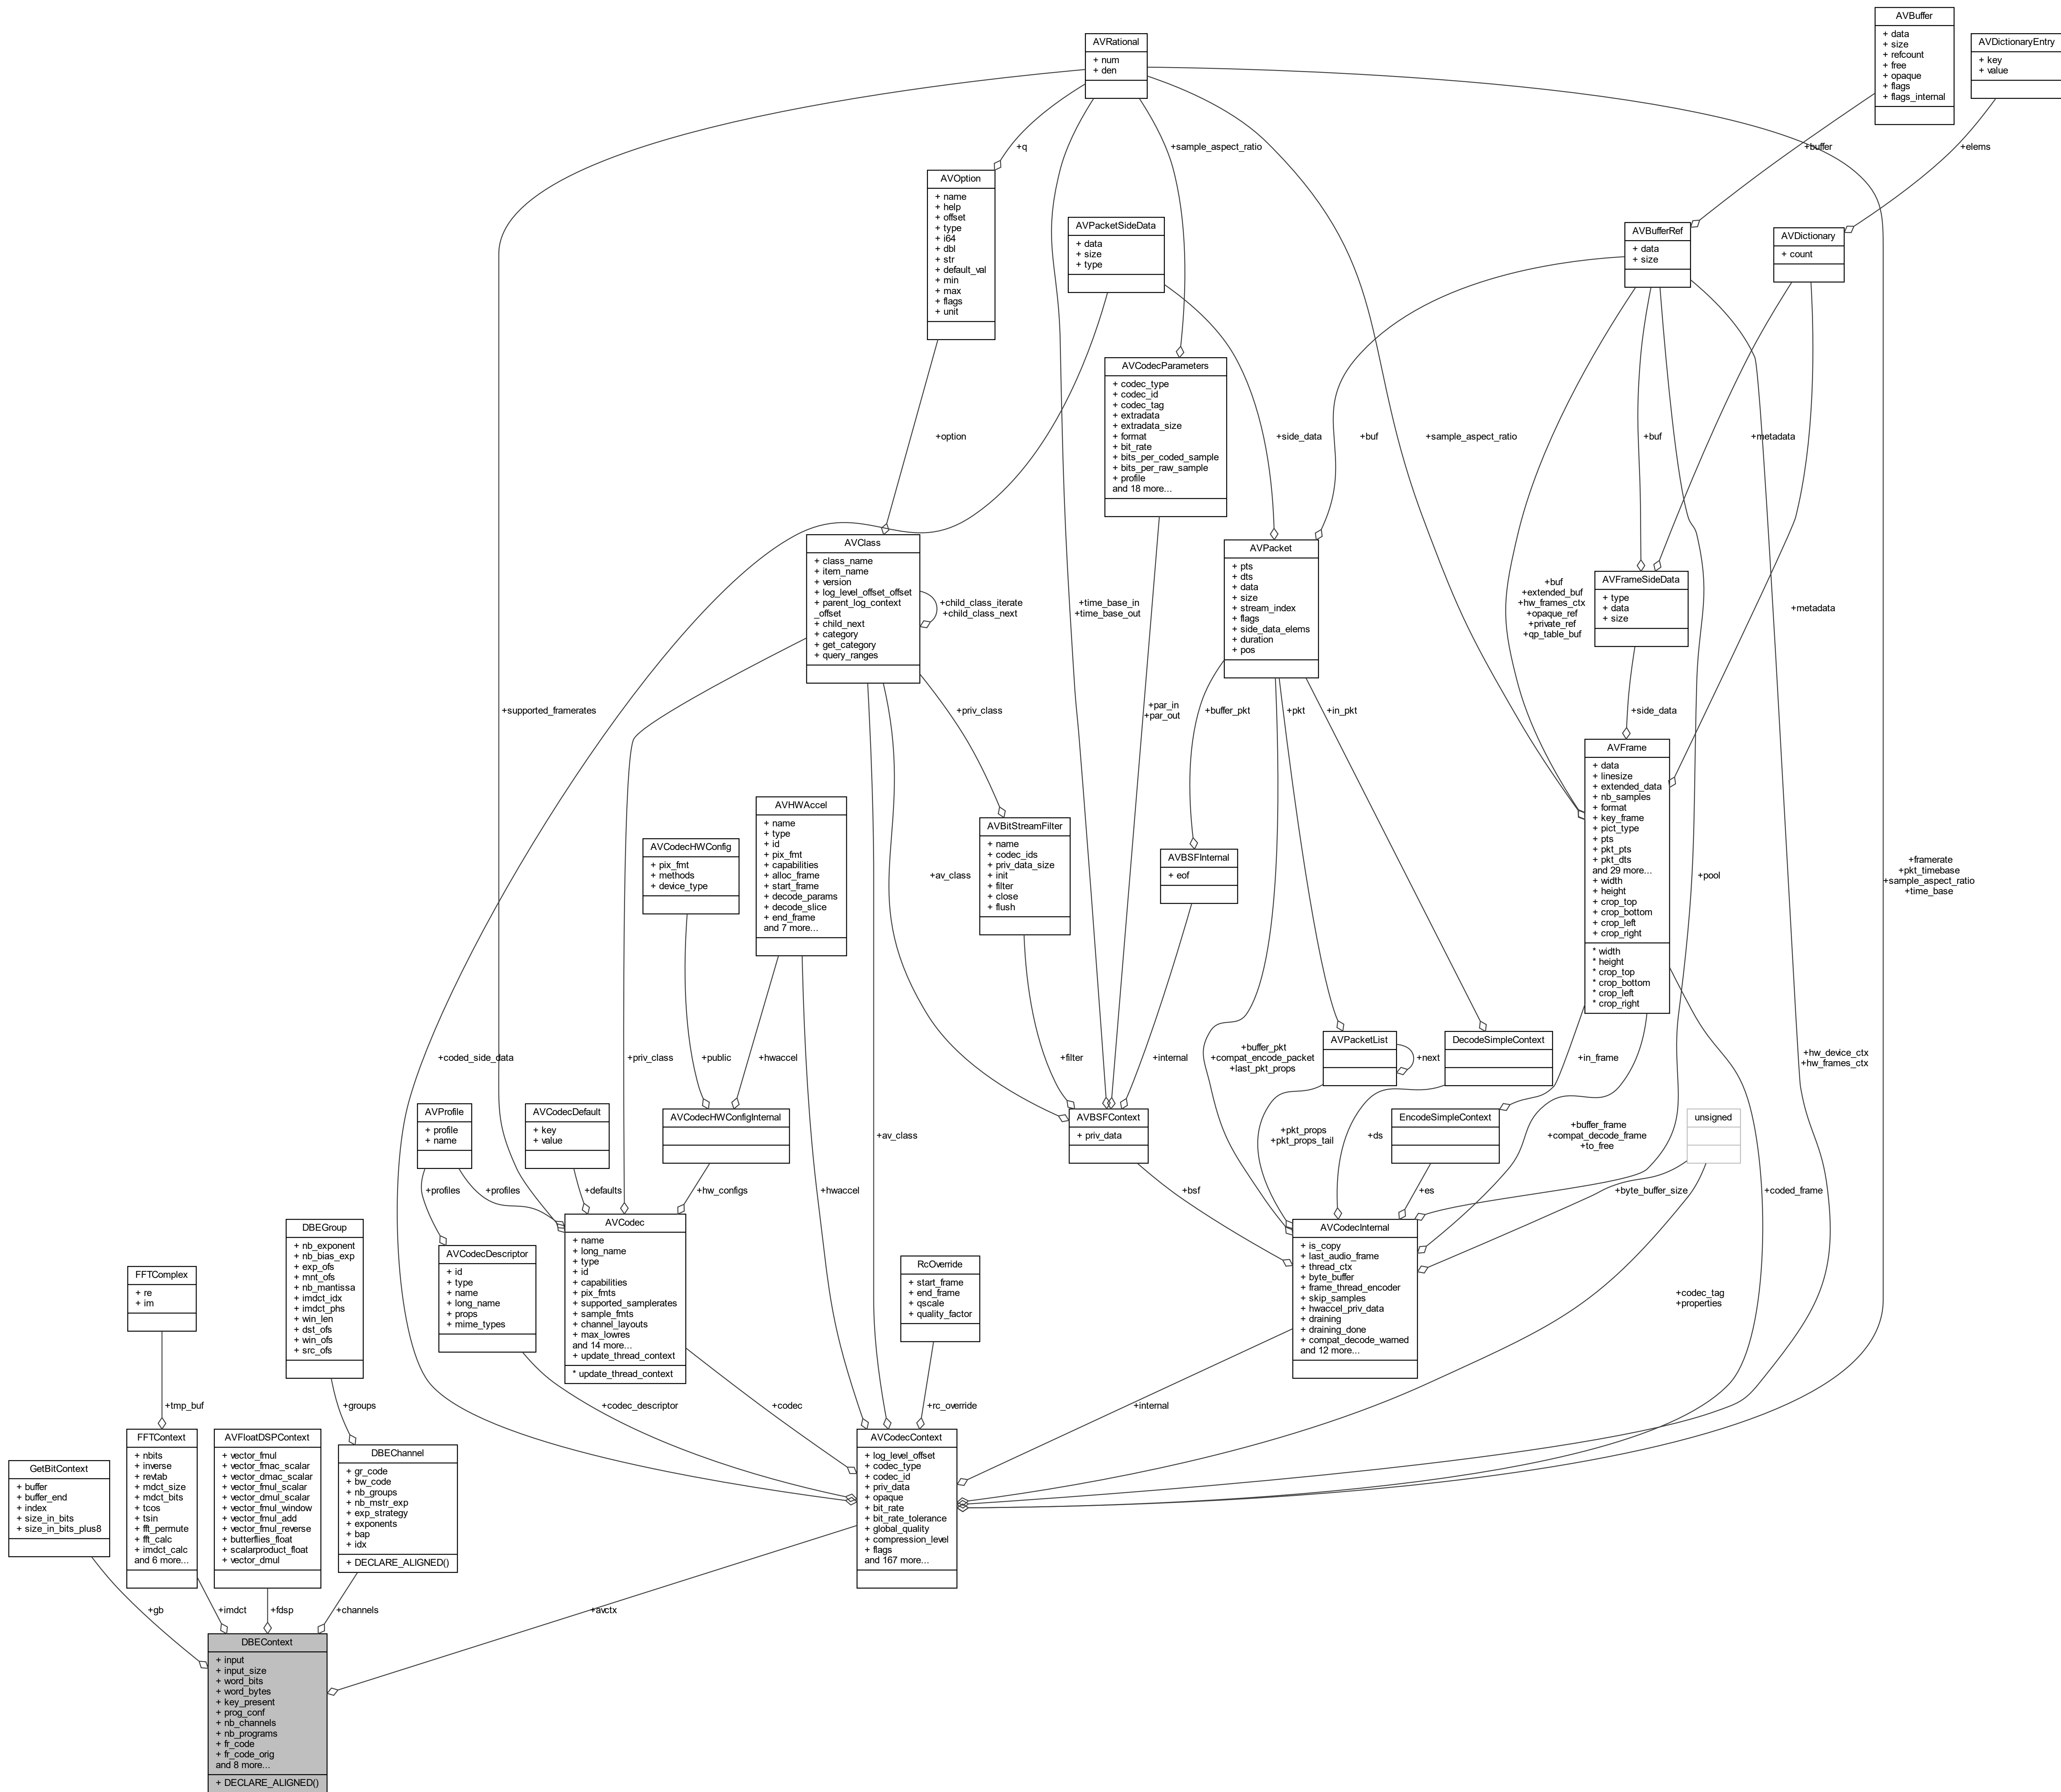 AVBuffer
+ data
+ size
+ refcount
+ free
+ opaque
+ flags
+ flags_internal
AVRational
+ num
+ den
AVDictionaryEntry
+ key
+ value
+q
+sample_aspect_ratio
+buffer
+elems
AVOption
+ name
+ help
+ offset
+ type
+ i64
+ dbl
+ str
+ default_val
+ min
+ max
+ flags
+ unit
AVPacketSideData
+ data
+ size
+ type
AVBufferRef
+ data
+ size
AVDictionary
+ count
AVCodecParameters
+ codec_type
+ codec_id
+ codec_tag
+ extradata
+ extradata_size
+ format
+ bit_rate
+ bits_per_coded_sample
+ bits_per_raw_sample
+ profile
and 18 more...
+option
+side_data
+buf
+sample_aspect_ratio
+buf
+metadata
AVClass
+ class_name
+ item_name
+ version
+ log_level_offset_offset
+ parent_log_context
_offset
+ child_next
+ category
+ get_category
+ query_ranges
+child_class_iterate
+child_class_next
+time_base_in
+time_base_out
AVPacket
+ pts
+ dts
+ data
+ size
+ stream_index
+ flags
+ side_data_elems
+ duration
+ pos
+buf
+extended_buf
+hw_frames_ctx
+opaque_ref
+private_ref
+qp_table_buf
AVFrameSideData
+ type
+ data
+ size
+metadata
+supported_framerates
+priv_class
+par_in
+par_out
+buffer_pkt
+pkt
+in_pkt
+side_data
AVFrame
+ data
+ linesize
+ extended_data
+ nb_samples
+ format
+ key_frame
+ pict_type
+ pts
+ pkt_pts
+ pkt_dts
and 29 more...
+ width
+ height
+ crop_top
+ crop_bottom
+ crop_left
+ crop_right
* width
* height
* crop_top
* crop_bottom
* crop_left
* crop_right
AVHWAccel
+ name
+ type
+ id
+ pix_fmt
+ capabilities
+ alloc_frame
+ start_frame
+ decode_params
+ decode_slice
+ end_frame
and 7 more...
AVCodecHWConfig
+ pix_fmt
+ methods
+ device_type
+av_class
AVBitStreamFilter
+ name
+ codec_ids
+ priv_data_size
+ init
+ filter
+ close
+ flush
AVBSFInternal
+ eof
+pool
+framerate
+pkt_timebase
+sample_aspect_ratio
+time_base
+coded_side_data
+priv_class
+public
+hwaccel
+filter
+internal
+buffer_pkt
+compat_encode_packet
+last_pkt_props
AVPacketList
+next
DecodeSimpleContext
+in_frame
+hw_device_ctx
+hw_frames_ctx
AVProfile
+ profile
+ name
AVCodecDefault
+ key
+ value
AVCodecHWConfigInternal
+av_class
AVBSFContext
+ priv_data
+pkt_props
+pkt_props_tail
+ds
EncodeSimpleContext
+buffer_frame
+compat_decode_frame
+to_free
unsigned
+profiles
+profiles
+defaults
+hw_configs
+hwaccel
+bsf
+es
+byte_buffer_size
+coded_frame
DBEGroup
+ nb_exponent
+ nb_bias_exp
+ exp_ofs
+ mnt_ofs
+ nb_mantissa
+ imdct_idx
+ imdct_phs
+ win_len
+ dst_ofs
+ win_ofs
+ src_ofs
AVCodecDescriptor
+ id
+ type
+ name
+ long_name
+ props
+ mime_types
AVCodec
+ name
+ long_name
+ type
+ id
+ capabilities
+ pix_fmts
+ supported_samplerates
+ sample_fmts
+ channel_layouts
+ max_lowres
and 14 more...
+ update_thread_context
* update_thread_context
RcOverride
+ start_frame
+ end_frame
+ qscale
+ quality_factor
AVCodecInternal
+ is_copy
+ last_audio_frame
+ thread_ctx
+ byte_buffer
+ frame_thread_encoder
+ skip_samples
+ hwaccel_priv_data
+ draining
+ draining_done
+ compat_decode_warned
and 12 more...
+codec_tag
+properties
FFTComplex
+ re
+ im
+tmp_buf
+groups
+codec_descriptor
+codec
+rc_override
+internal
GetBitContext
+ buffer
+ buffer_end
+ index
+ size_in_bits
+ size_in_bits_plus8
FFTContext
+ nbits
+ inverse
+ revtab
+ mdct_size
+ mdct_bits
+ tcos
+ tsin
+ fft_permute
+ fft_calc
+ imdct_calc
and 6 more...
AVFloatDSPContext
+ vector_fmul
+ vector_fmac_scalar
+ vector_dmac_scalar
+ vector_fmul_scalar
+ vector_dmul_scalar
+ vector_fmul_window
+ vector_fmul_add
+ vector_fmul_reverse
+ butterflies_float
+ scalarproduct_float
+ vector_dmul
DBEChannel
+ gr_code
+ bw_code
+ nb_groups
+ nb_mstr_exp
+ exp_strategy
+ exponents
+ bap
+ idx
+ DECLARE_ALIGNED()
AVCodecContext
+ log_level_offset
+ codec_type
+ codec_id
+ priv_data
+ opaque
+ bit_rate
+ bit_rate_tolerance
+ global_quality
+ compression_level
+ flags
and 167 more...
+gb
+imdct
+fdsp
+channels
+avctx
DBEContext
+ input
+ input_size
+ word_bits
+ word_bytes
+ key_present
+ prog_conf
+ nb_channels
+ nb_programs
+ fr_code
+ fr_code_orig
and 8 more...
+ DECLARE_ALIGNED()